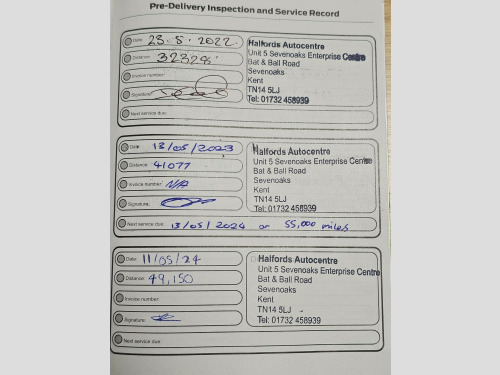 Pre-Delivery Inspection and Service Record
Date: 23.5.2022.
Distance: 32328
Invoice number:
Signature:
Next service due:
Halfords Autocentre
Unit 5 Sevenoaks Enterprise Centre
Bat & Ball Road
Sevenoaks
Kent
TN14 5LJ
Tel: 01732 458939
Date: 13/05/2023
Distance: 41077
Invoice number: N/A
Signature:
Next service due: 13/05/2024 or 55,000 miles
Halfords Autocentre
Unit 5 Sevenoaks Enterprise Centre
Bat & Ball Road
Sevenoaks
Kent
TN14 5LJ
Tel: 01732 458939
Date: 11/05/24
Distance: 49,150
Invoice number:
Signature:
Next service due:
Halfords Autocentre
Unit 5 Sevenoaks Enterprise Centre
Bat & Ball Road
Sevenoaks
Kent
TN14 5LJ
Tel: 01732 458939